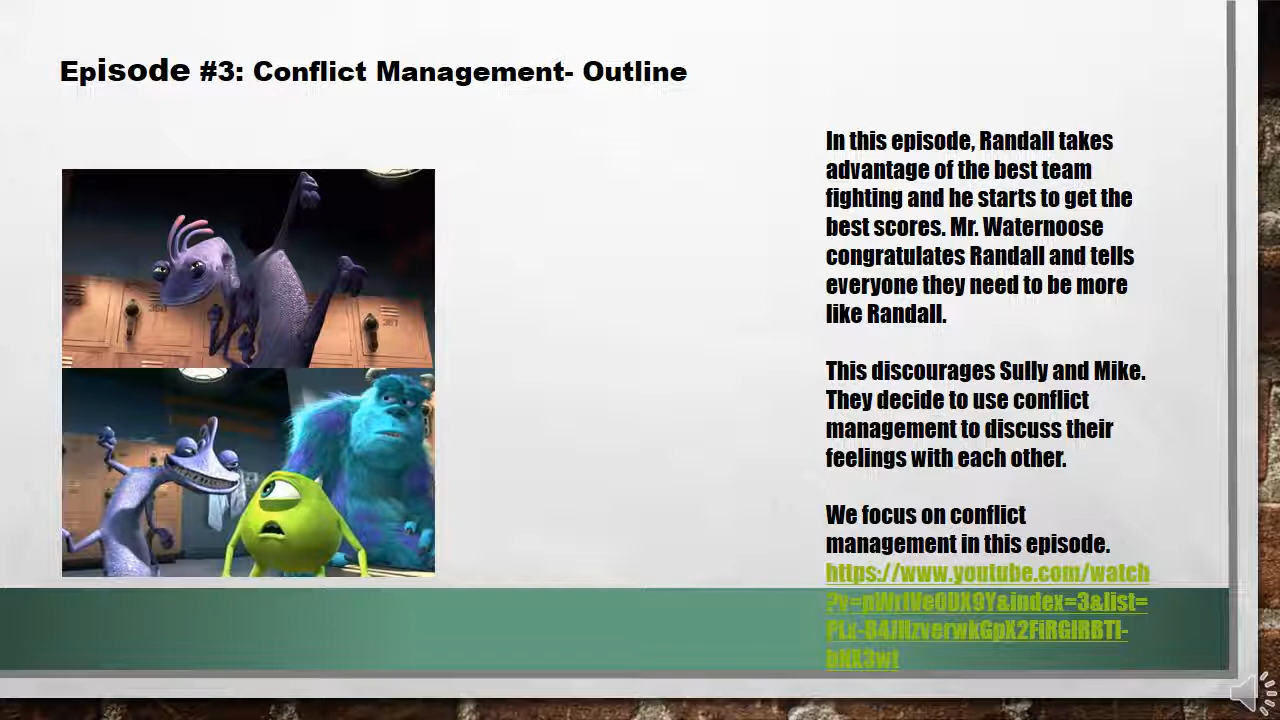 Episode #3: Conflict Management- Outline
In this episode, Randall takes
advantage of the best team
fighting and he starts to get the
best scores. Mr. Waternoose
congratulates Randall and tells
everyone they need to be more
like Randall.
This discourages Sully and Mike.
They decide to use conflict
management to discuss their
feelings with each other.
We focus on conflict
management in this episode.
https://www.youtube.com/watch